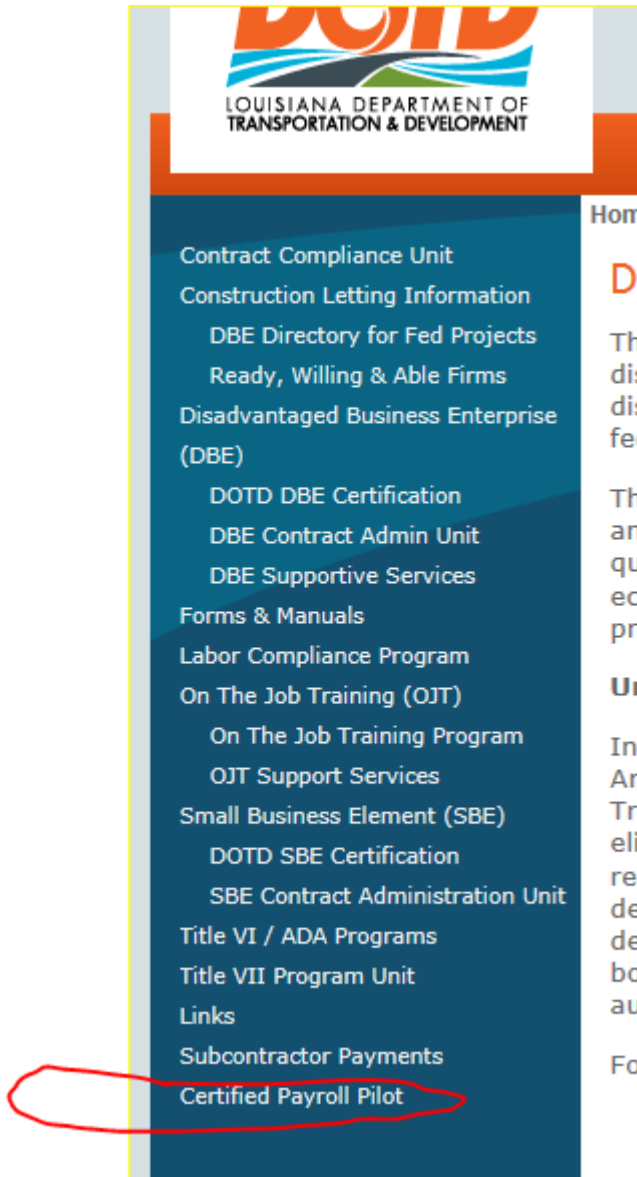 DOTD
LOUISIANA DEPARTMENT OF
TRANSPORTATION & DEVELOPMENT
Contract Compliance Unit
Construction Letting Information
DBE Directory for Fed Projects
Ready, Willing & Able Firms
Disadvantaged Business Enterprise
(DBE)
DOTD DBE Certification
DBE Contract Admin Unit
DBE Supportive Services
Forms & Manuals
Labor Compliance Program
On The Job Training (OJT)
On The Job Training Program
OJT Support Services
Small Business Element (SBE)
DOTD SBE Certification
SBE Contract Administration Unit
Title VI / ADA Programs
Title VII Program Unit
Links
Subcontractor Payments
Certified Payroll Pilot